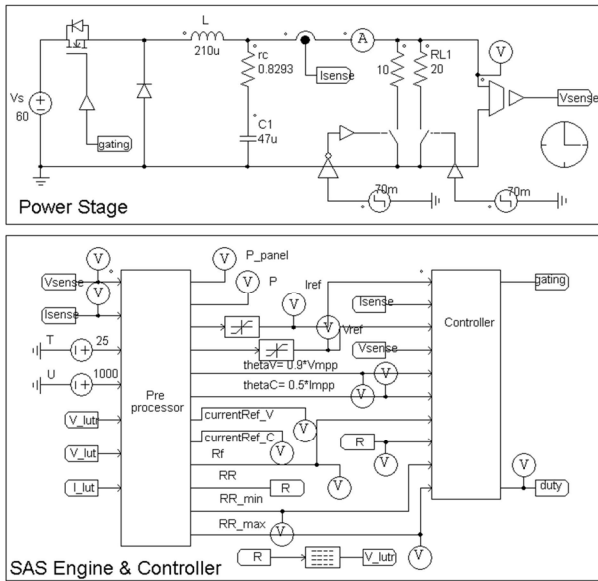 L
210u
rc
0.8293
Isense
A
10
RL1
20
V
Vsense
Vs
60
gating
C1
47u
70m
70m
Power Stage
V
P_panel
V
P
Vsense
V
Isense
T
25
U
1000
V_lutr
V_lut
I_lut
Pre
processor
V
Iref
V
Vref
Isense
Vsense
thetaV= 0.9*Vmpp
thetaC= 0.5*Impp
V
V
currentRef_V
V
currentRef_C
V
Rf
V
R
V
RR
R
RR_min
V
RR_max
V
Controller
gating
V
duty
R
V_lutr
SAS Engine & Controller